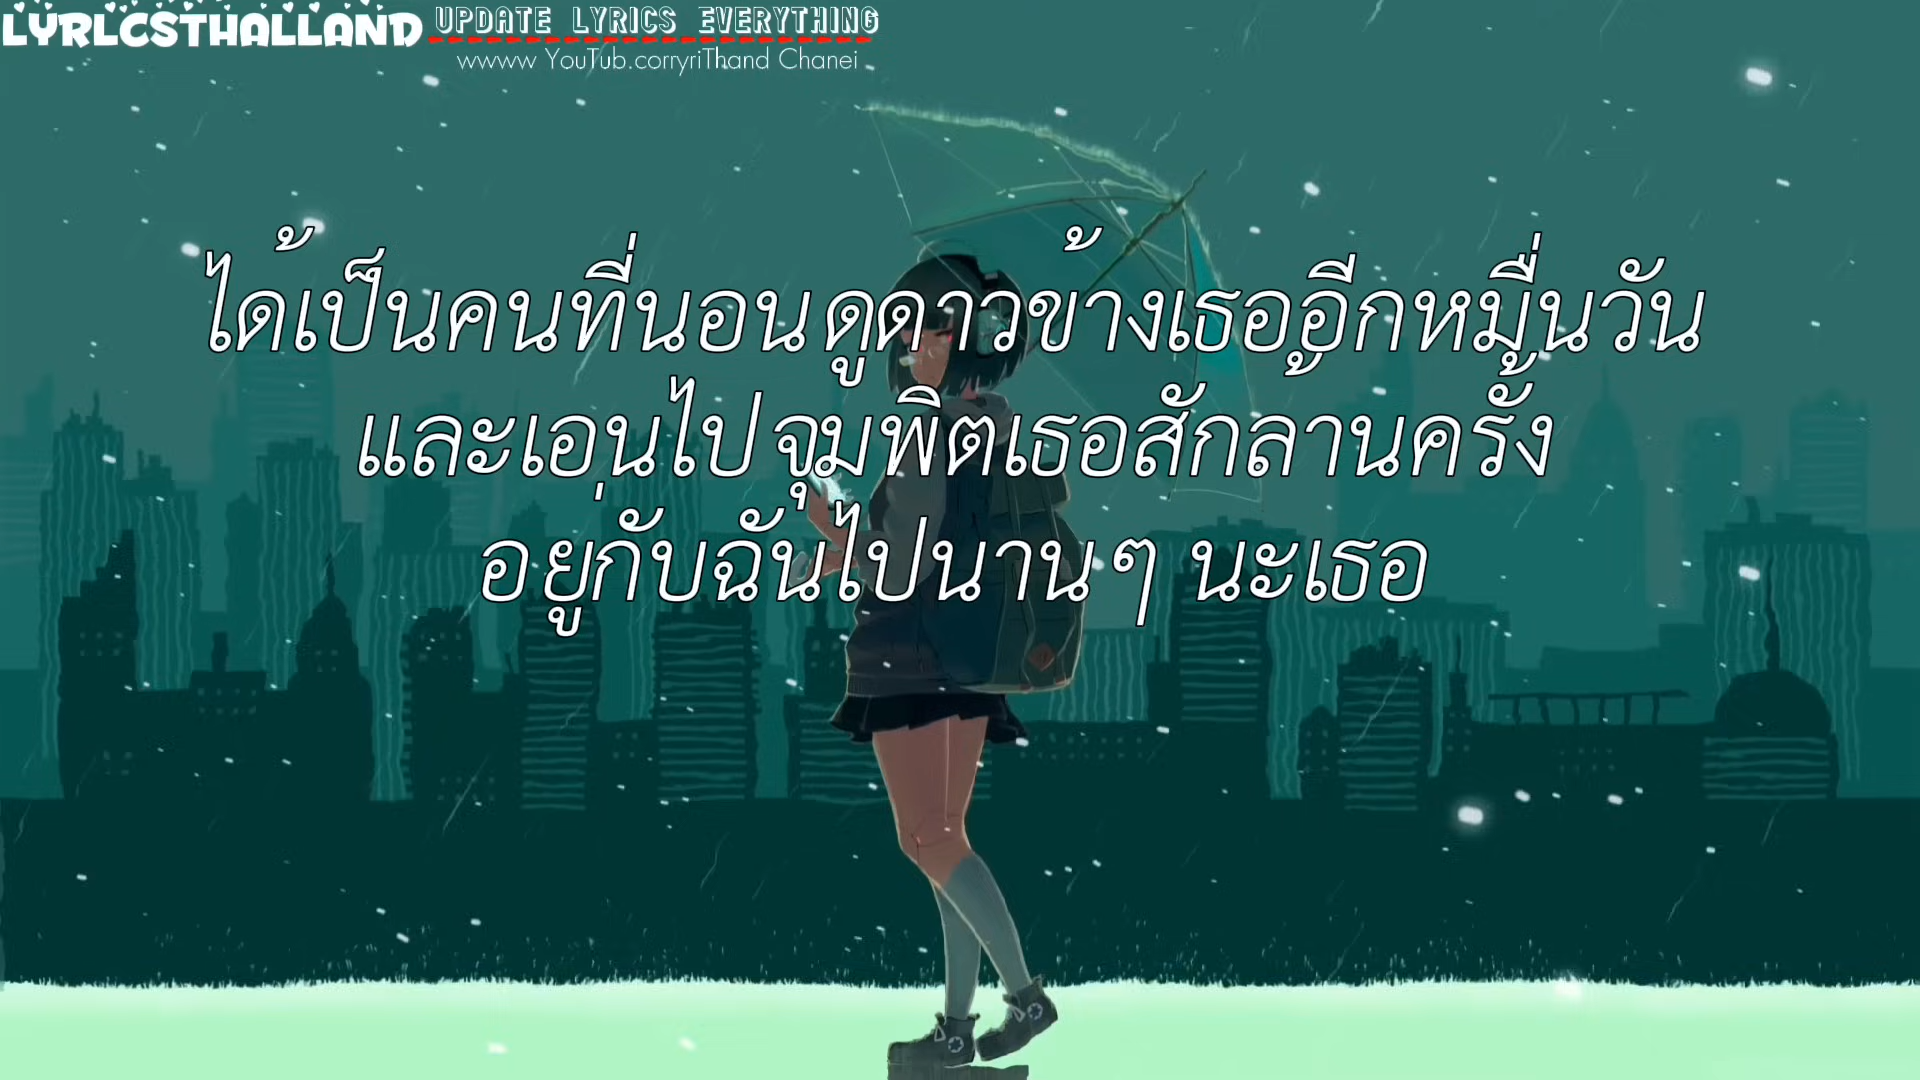 LYRLCSTHALLAND UPDATE LYRICS EVERYTHING
wwww YouTub.corryriThand Chanei
ได้เป็นคนที่นอนดูดาวข้างเธออีกหมื่นวัน
และเอนไปจุมพิตเธอสักล้านครั้ง
อยู่กับฉันไปนานๆ นะเธอ